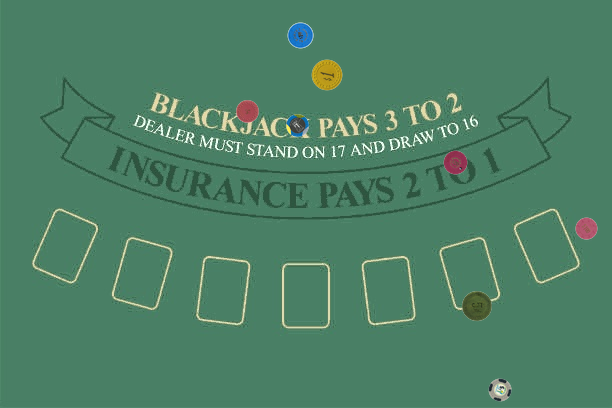 BLACKJACK PAYS 3 TO 2
DEALER MUST STAND ON 17 AND DRAW TO 16
INSURANCE PAYS 2 TO 1